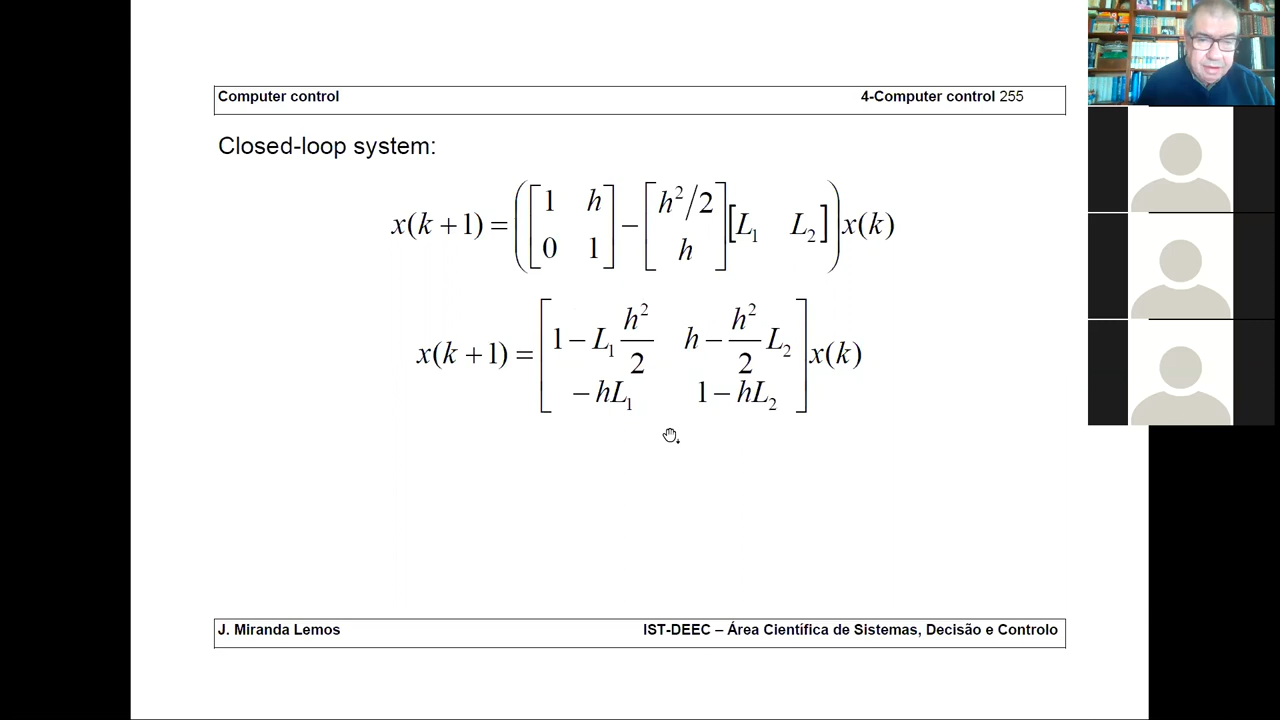 Computer control 4-Computer control 255
Closed-loop system:
x(k+1) = ([1 h; 0 1] − [h²/2; h][L₁ L₂])x(k)
x(k+1) = [1 − L₁ h²/2 h − h²/2 L₂; − hL₁ 1 − hL₂]x(k)
J. Miranda Lemos IST-DEEC – Área Científica de Sistemas, Decisão e Controlo